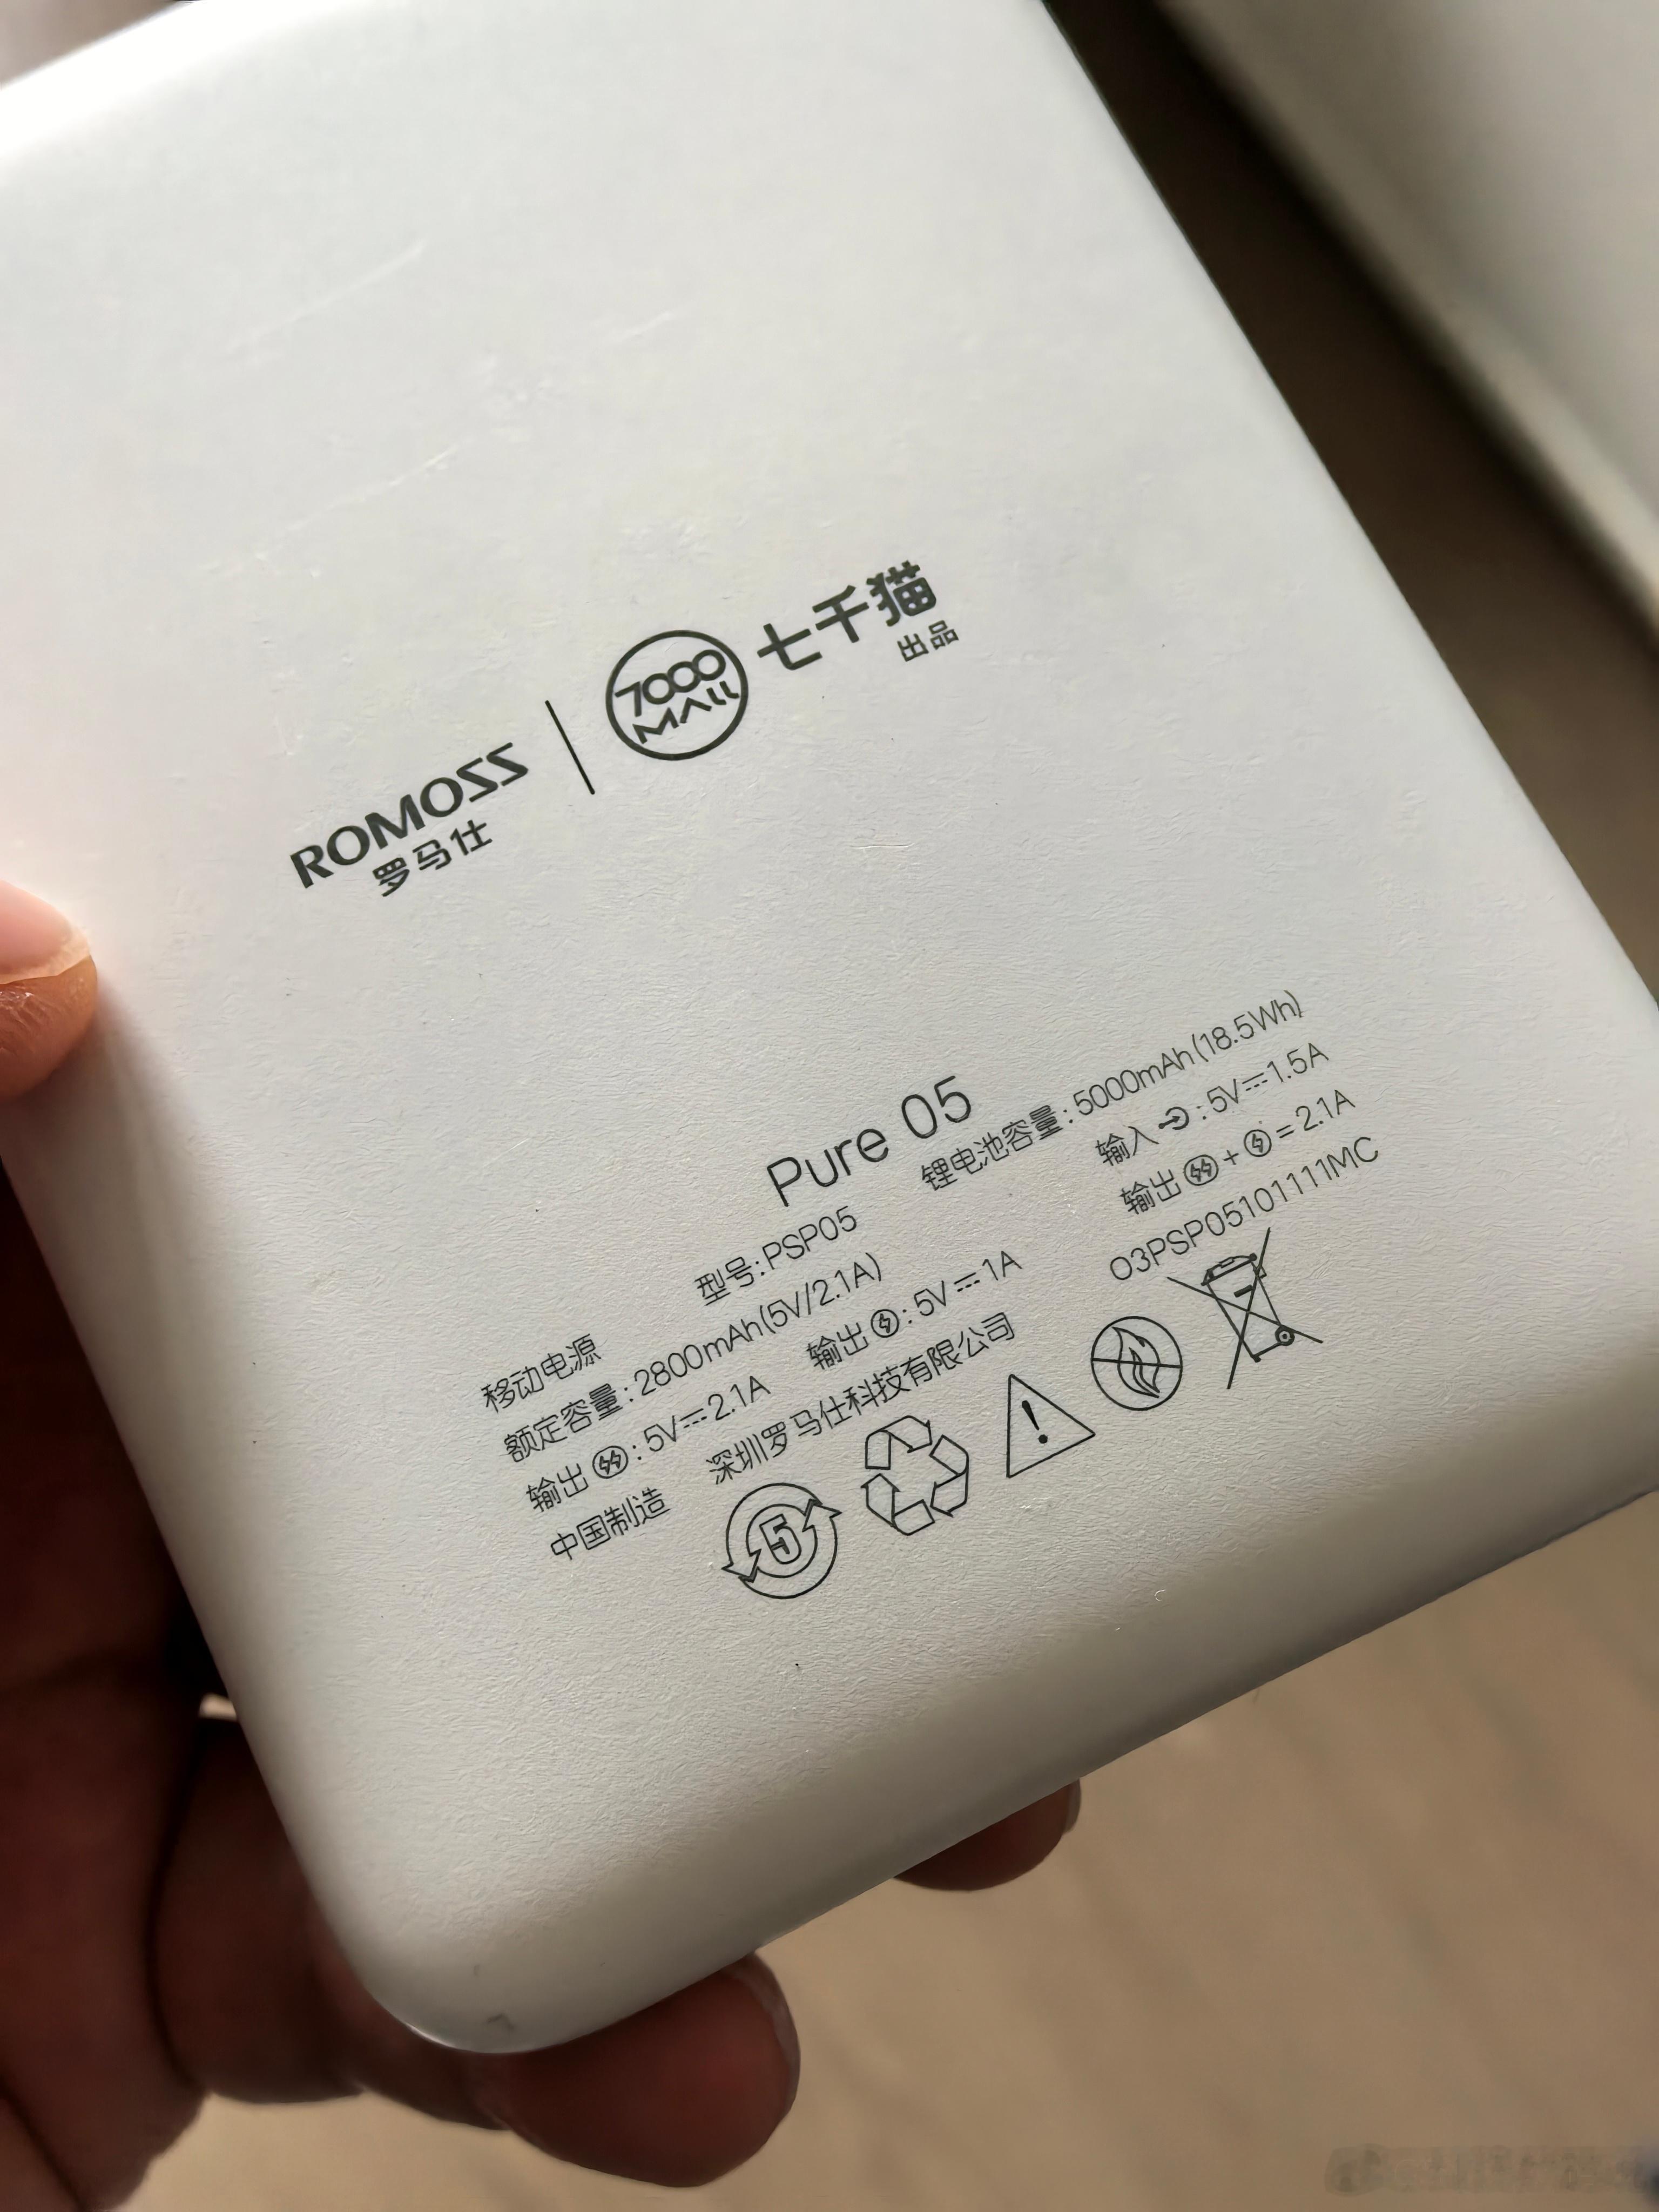 ROMOSS
罗马仕
7000
MALL
七千猫
出品
Pure 05
移动电源 型号:PSP05 锂电池容量:5000mAh(18.5Wh)
额定容量:2800mAh(5V/2.1A) 输入:5V⎓1.5A
输出:5V⎓2.1A 输出:5V⎓1A 输出+=2.1A
中国制造 深圳罗马仕科技有限公司 03PSP05101111MC
5